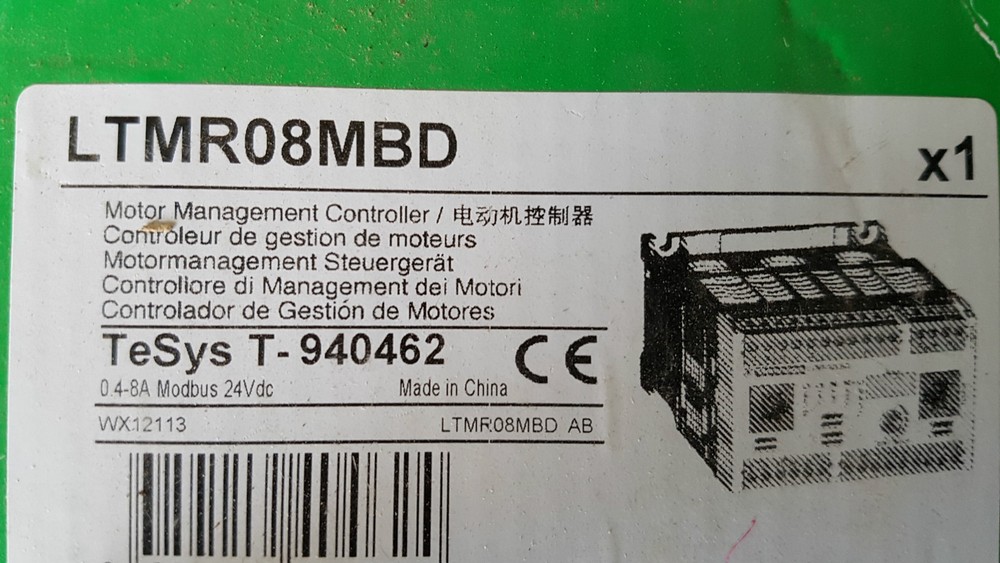 LTMR08MBD
x1
Motor Management Controller / 电动机控制器
Contrôleur de gestion de moteurs
Motormanagement Steuergerät
Controllore di Management dei Motori
Controlador de Gestión de Motores
TeSys T- 940462 CE
0.4-8A Modbus 24Vdc Made in China
WX12113 LTMR08MBD AB